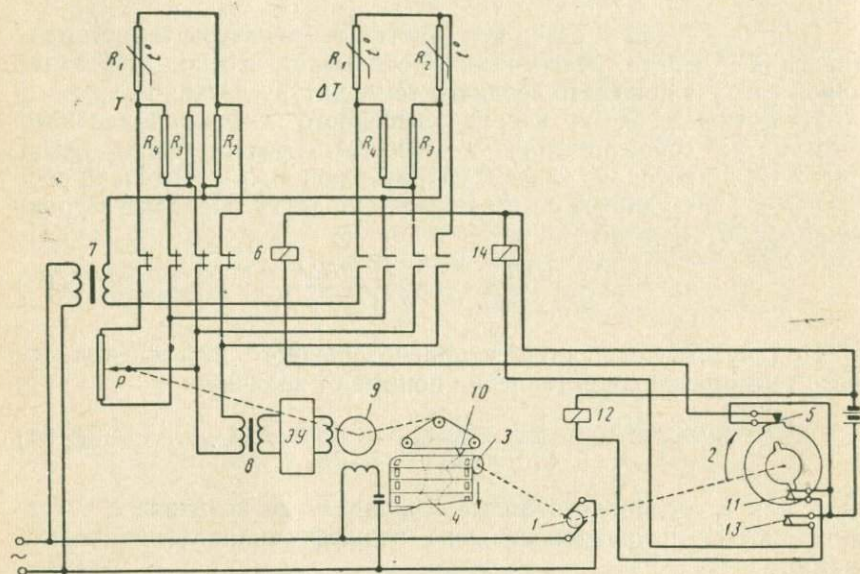 R₁ t° R₁ R₂ t°
T ΔT
R₄ R₃ R₂ R₄ R₃
7 6 14
P 9 10 3 12 5
8 ЭУ 4 1 2 11
13
~